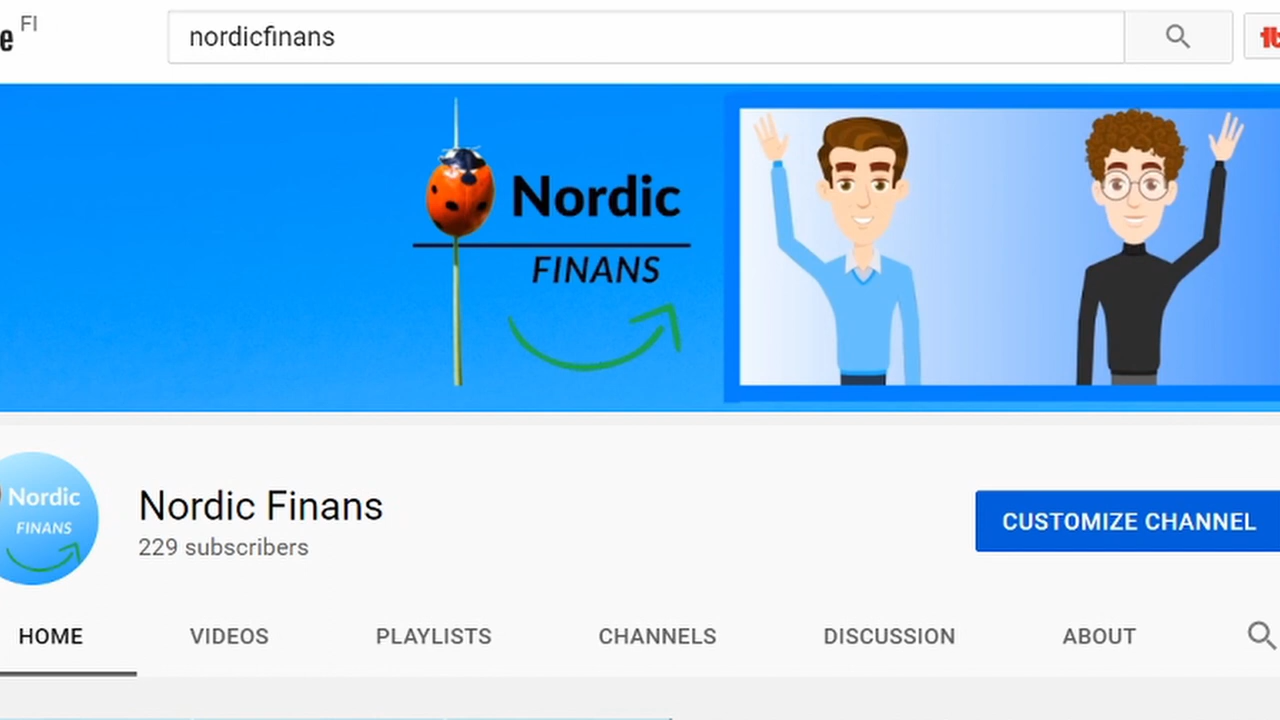 e FI
nordicfinans
Nordic
FINANS
Nordic
FINANS
Nordic Finans
229 subscribers
CUSTOMIZE CHANNEL
HOME VIDEOS PLAYLISTS CHANNELS DISCUSSION ABOUT